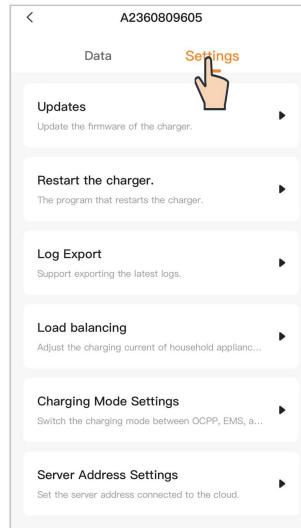 A2360809605
Data Settings
Updates
Update the firmware of the charger.
Restart the charger.
The program that restarts the charger.
Log Export
Support exporting the latest logs.
Load balancing
Adjust the charging current of household applianc...
Charging Mode Settings
Switch the charging mode between OCPP, EMS, a...
Server Address Settings
Set the server address connected to the cloud.